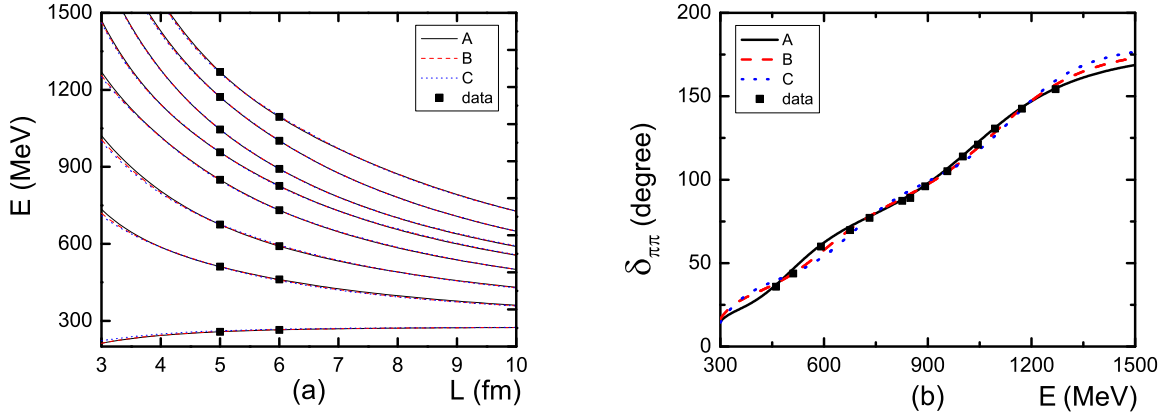 1500
1200
900
600
300
E (MeV)
A
B
C
data
3 4 5 6 7 8 9 10
(a)
L (fm)
200
150
100
50
0
δππ (degree)
A
B
C
data
300 600 900 1200 1500
(b)
E (MeV)